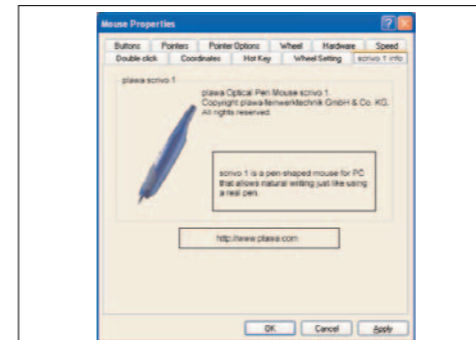 Mouse Properties
Buttons Pointers Pointer Options Wheel Hardware Speed
Double click Coordinates Hot Key Wheel Setting scrivo 1 info
plawa scrivo 1
plawa Optical Pen Mouse scrivo 1.
Copyright plawa-feinwerktechnik GmbH & Co. KG.
All rights reserved.
scrivo 1 is a pen-shaped mouse for PC
that allows natural writing just like using
a real pen.
http://www.plawa.com
OK Cancel Apply